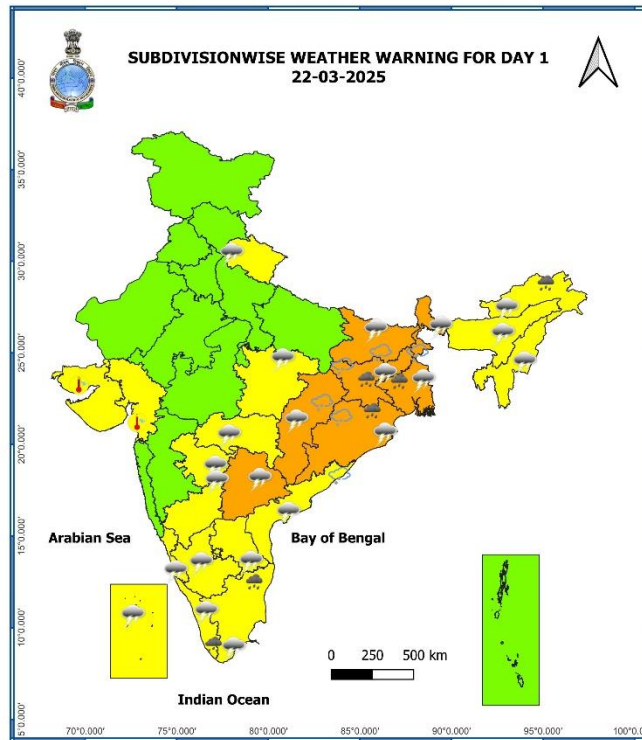 SUBDIVISIONWISE WEATHER WARNING FOR DAY 1
22-03-2025
40°0.000'
35°0.000'
30°0.000'
25°0.000'
20°0.000'
15°0.000'
10°0.000'
5°0.000'
Arabian Sea
Bay of Bengal
0 250 500 km
Indian Ocean
70°0.000' 75°0.000' 80°0.000' 85°0.000' 90°0.000' 95°0.000' 100°0.